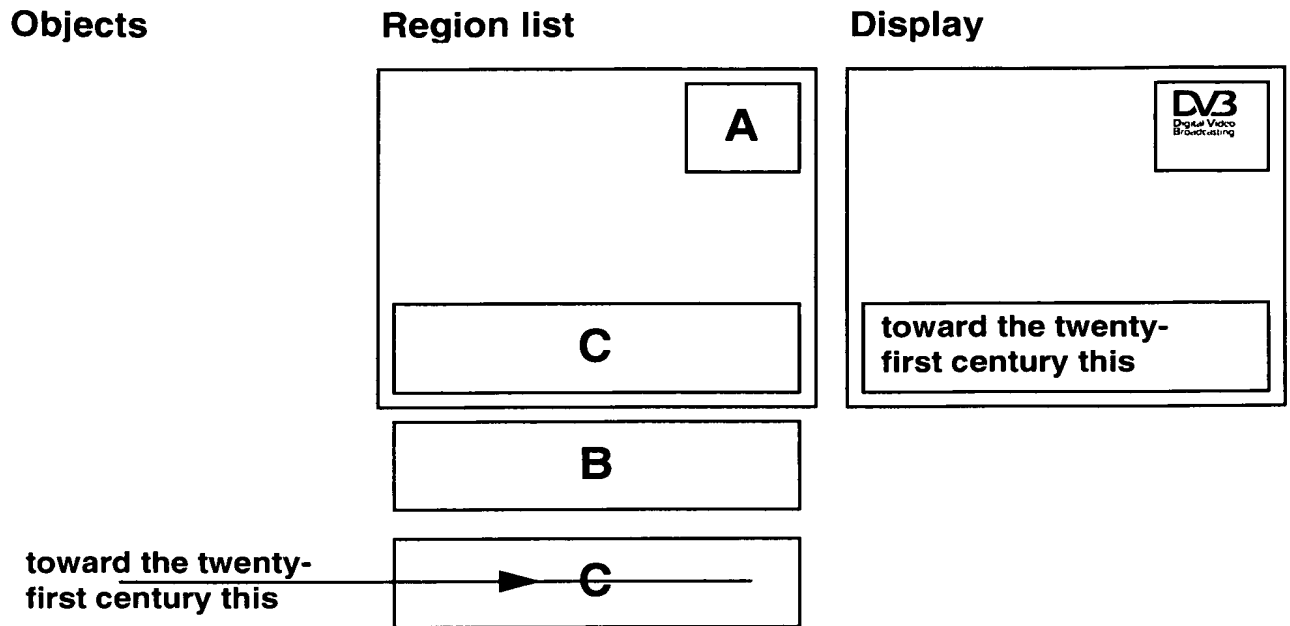 Objects
Region list
Display
A
DVB
Digital Video
Broadcasting
C
toward the twenty-
first century this
B
toward the twenty-
first century this
C